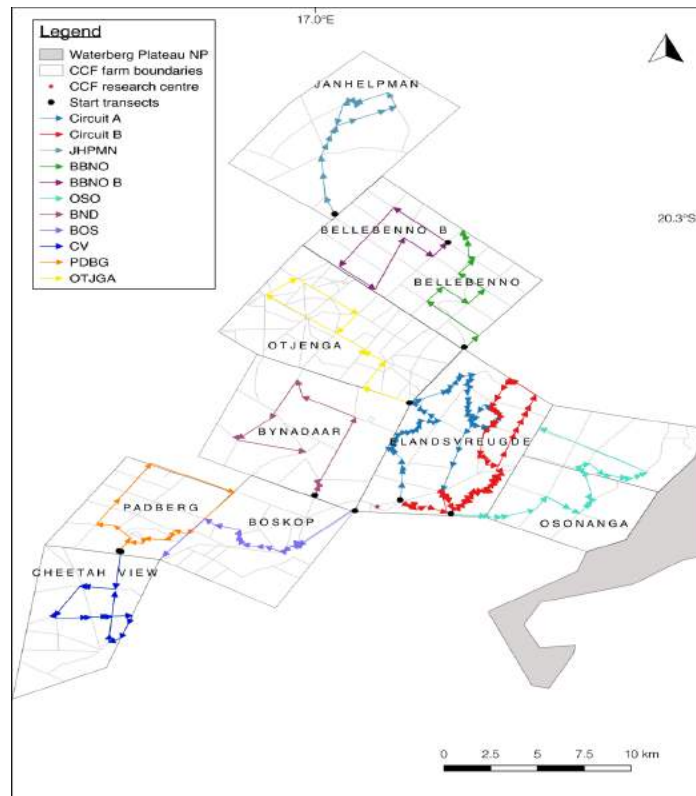 17.0°E
Legend
Waterberg Plateau NP
CCF farm boundaries
CCF research centre
Start transects
Circuit A
Circuit B
JHPMN
BBNO
BBNO B
OSO
BND
BOS
CV
PDBG
OTJGA
JANHELPMAN
20.3°S
BELLEBENNO B
BELLEBENNO
OTJENGA
BYNADAAR
ELANDSVREUGDE
PADBERG
BOSKOP
OSONANGA
CHEETAH VIEW
0 2.5 5 7.5 10 km